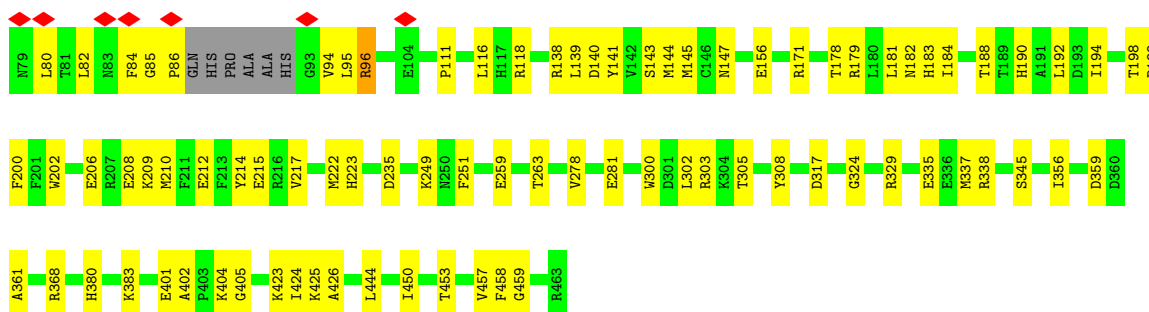 N79 L80 T81 L82 N83 F84 G85 P86 GLN HIS PRO ALA ALA HIS G93 V94 L95 R96 E104 P111 L116 H117 R118 R138 L139 D140 Y141 V142 S143 M144 M145 C146 N147 E156 R171 T178 R179 L180 L181 N182 H183 I184 T188 T189 H190 A191 L192 D193 I194 T198
F200 F201 W202 E206 R207 E208 K209 M210 F211 E212 F213 Y214 E215 R216 V217 M222 H223 D235 K249 N250 F251 E259 T263 V278 E281 W300 D301 L302 R303 K304 T305 Y308 D317 G324 R329 E335 E336 M337 R338 S345 I356 D359 D360
A361 R368 H380 K383 E401 A402 P403 K404 G405 K423 I424 K425 A426 L444 I450 T453 V457 F458 G459 R463